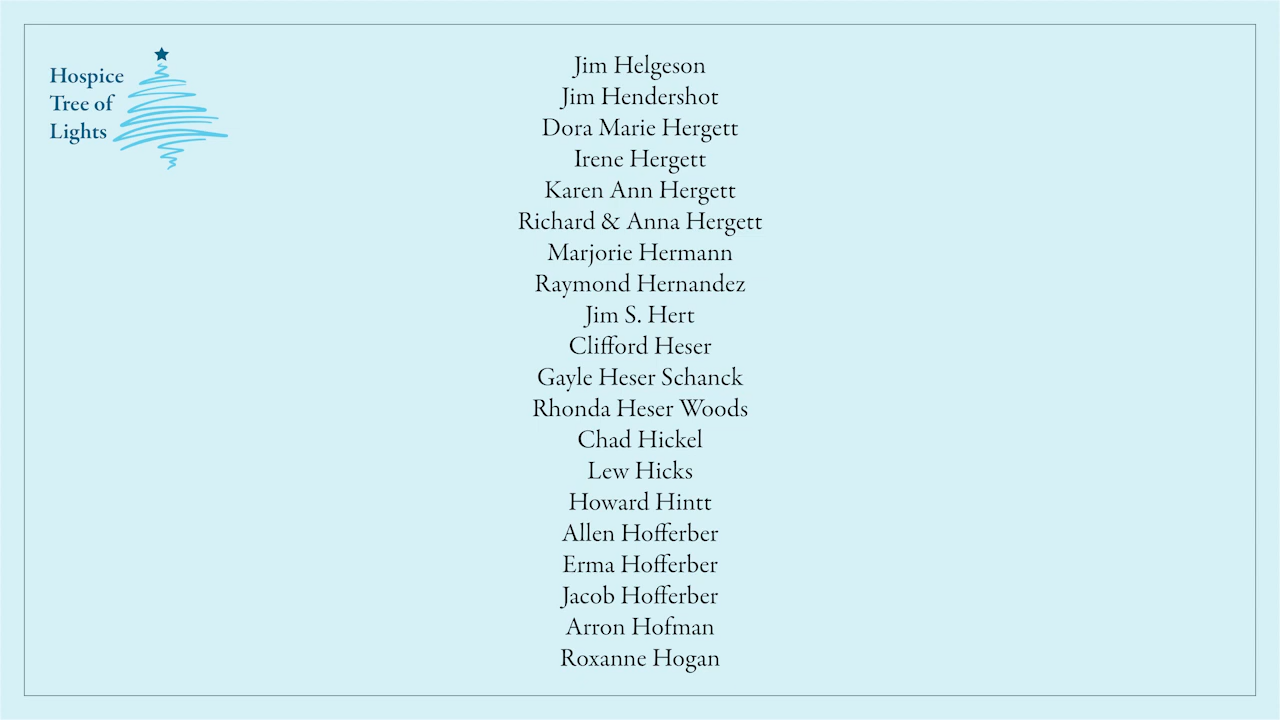 Hospice
Tree of
Lights
Jim Helgeson
Jim Hendershot
Dora Marie Hergett
Irene Hergett
Karen Ann Hergett
Richard & Anna Hergett
Marjorie Hermann
Raymond Hernandez
Jim S. Hert
Clifford Heser
Gayle Heser Schanck
Rhonda Heser Woods
Chad Hickel
Lew Hicks
Howard Hintt
Allen Hofferber
Erma Hofferber
Jacob Hofferber
Arron Hofman
Roxanne Hogan